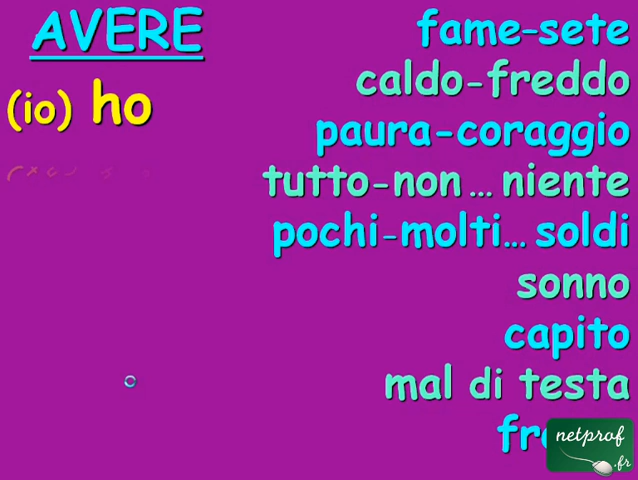 AVERE
(io) ho
fame-sete
caldo-freddo
paura-coraggio
tutto-non ... niente
pochi-molti... soldi
sonno
capito
mal di testa
netprof
.fr